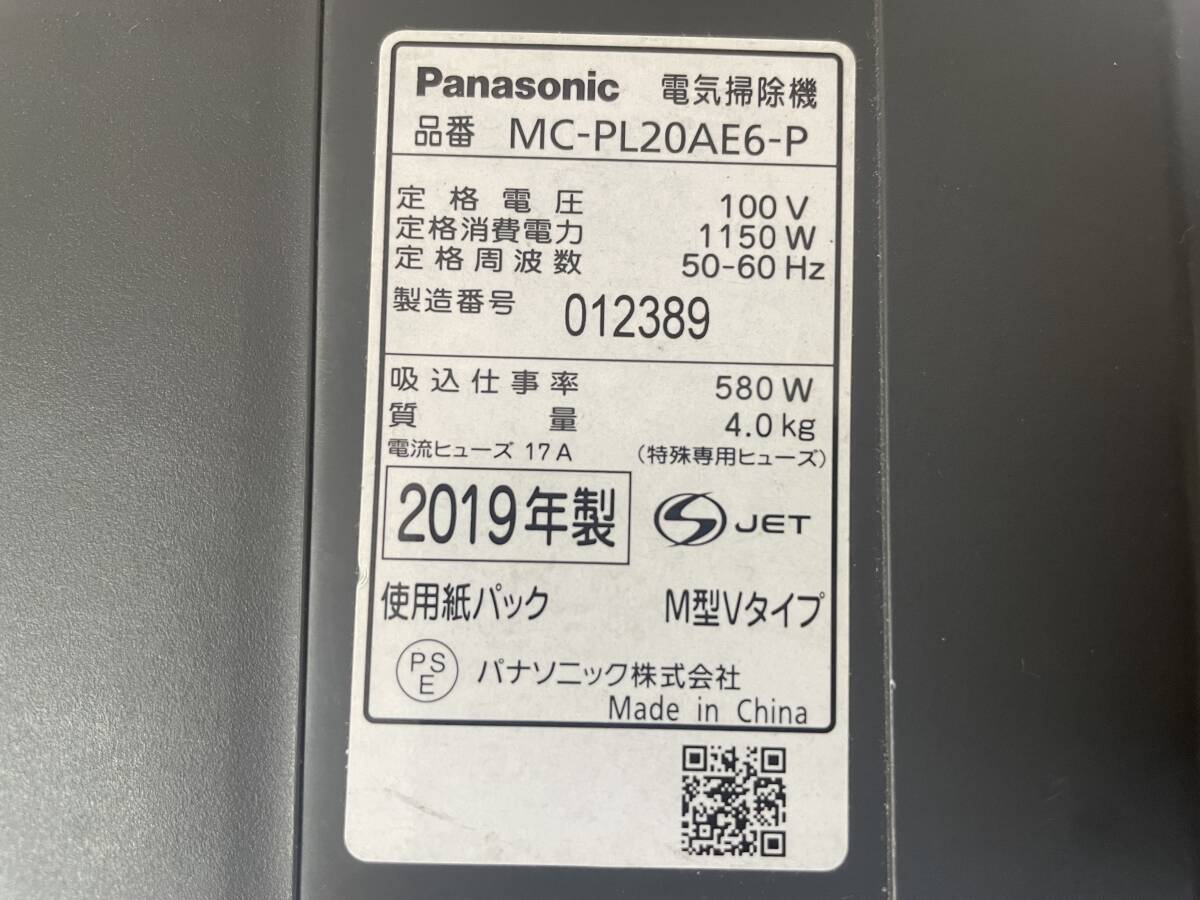 Panasonic 電気掃除機
品番 MC-PL20AE6-P
定格電圧 100 V
定格消費電力 1150 W
定格周波数 50-60 Hz
製造番号 012389
吸込仕事率 580 W
質量 4.0 kg
電流ヒューズ 17 A (特殊専用ヒューズ)
2019年製 S JET
使用紙パック M型Vタイプ
PS E パナソニック株式会社
Made in China